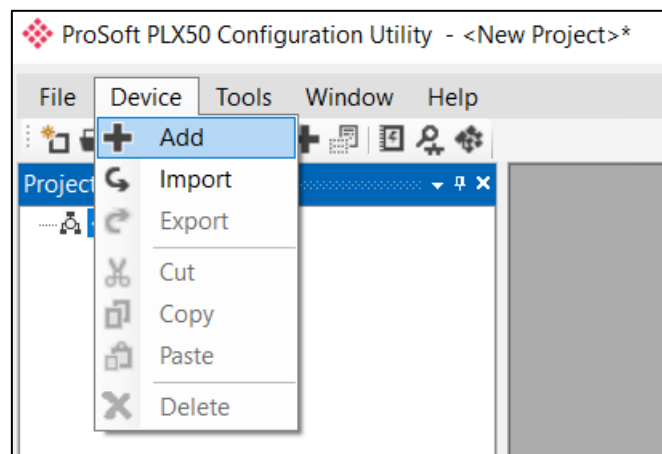 ProSoft PLX50 Configuration Utility - <New Project>*
File Device Tools Window Help
Add
Project
Import
Export
Cut
Copy
Paste
Delete